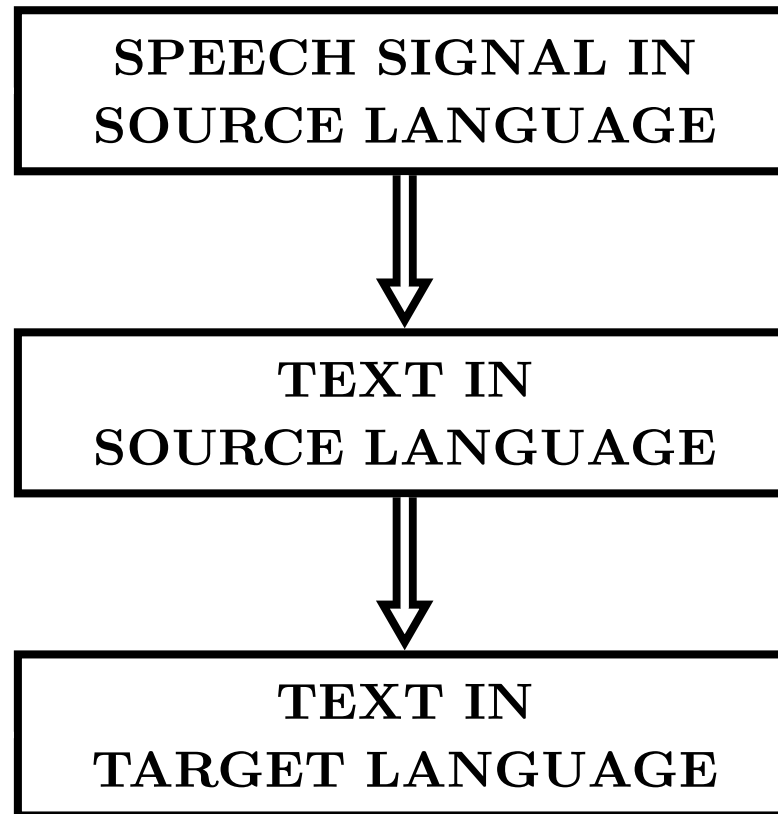 SPEECH SIGNAL IN
SOURCE LANGUAGE
TEXT IN
SOURCE LANGUAGE
TEXT IN
TARGET LANGUAGE